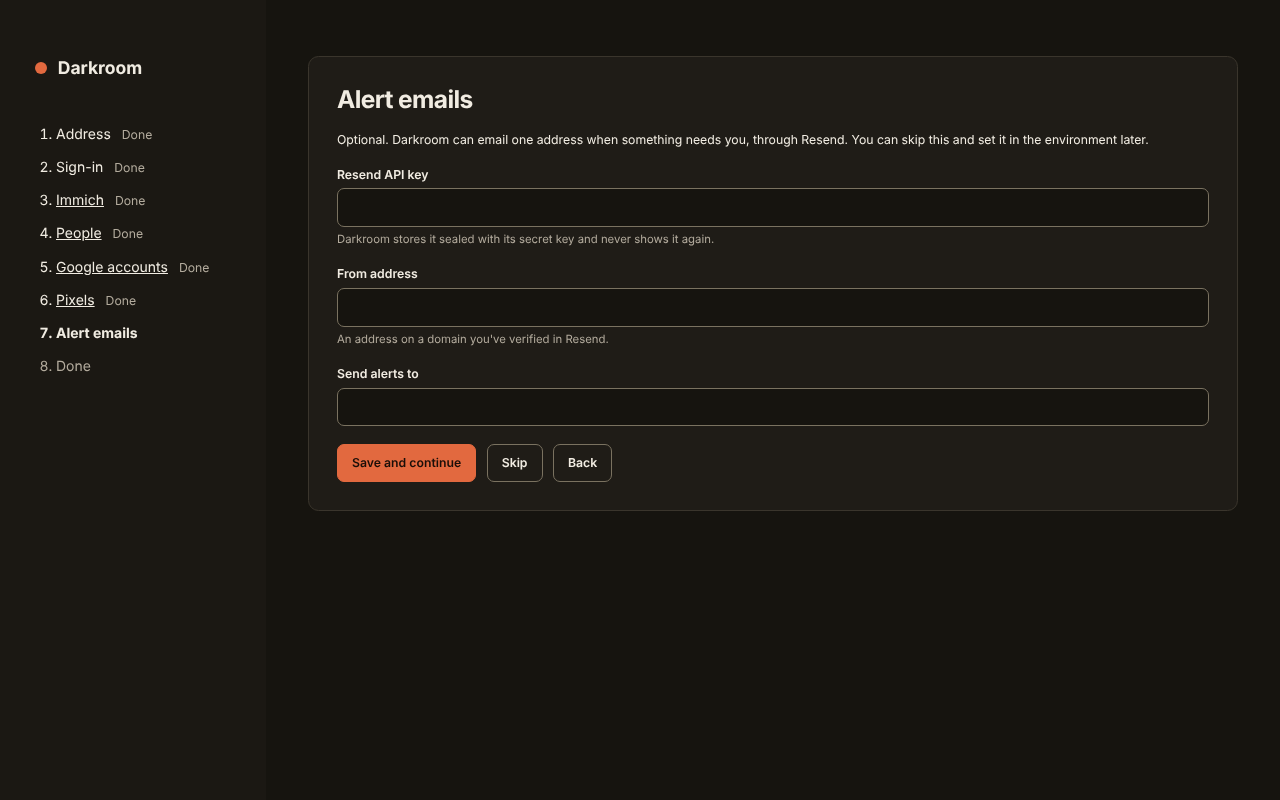 Darkroom
1. Address Done
2. Sign-in Done
3. Immich Done
4. People Done
5. Google accounts Done
6. Pixels Done
7. Alert emails
8. Done
Alert emails
Optional. Darkroom can email one address when something needs you, through Resend. You can skip this and set it in the environment later.
Resend API key
Darkroom stores it sealed with its secret key and never shows it again.
From address
An address on a domain you've verified in Resend.
Send alerts to
Save and continue Skip Back